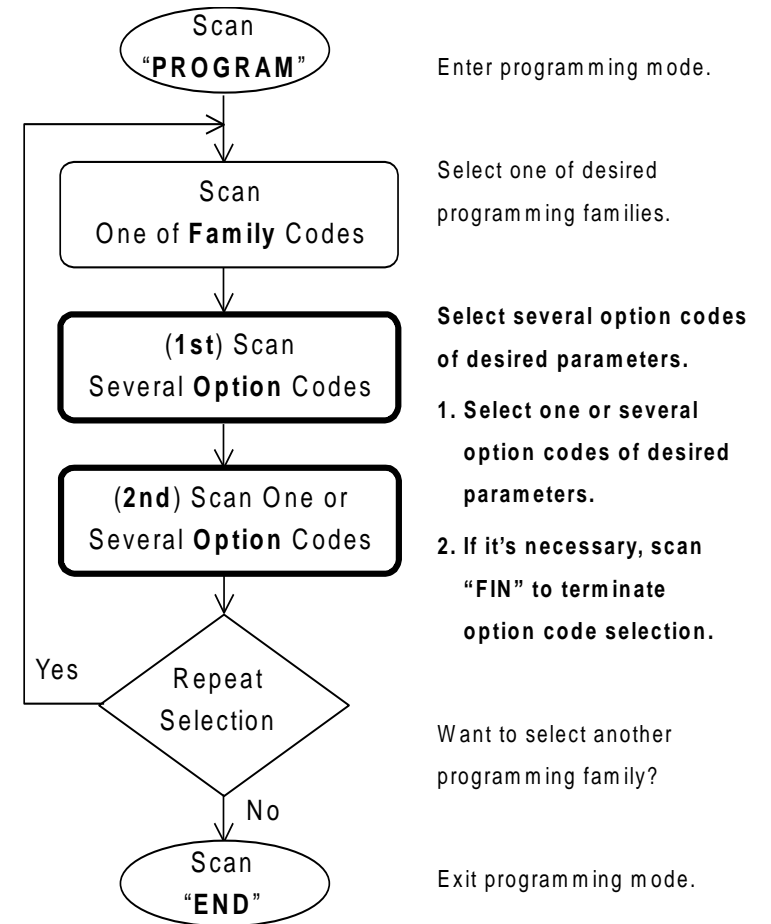 Scan
“PROGRAM”
Enter programming mode.
Scan
One of Family Codes
Select one of desired
programming families.
(1st) Scan
Several Option Codes
Select several option codes
of desired parameters.
1. Select one or several
option codes of desired
parameters.
(2nd) Scan One or
Several Option Codes
2. If it’s necessary, scan
“FIN” to terminate
option code selection.
Yes
Repeat
Selection
Want to select another
programming family?
No
Scan
“END”
Exit programming mode.